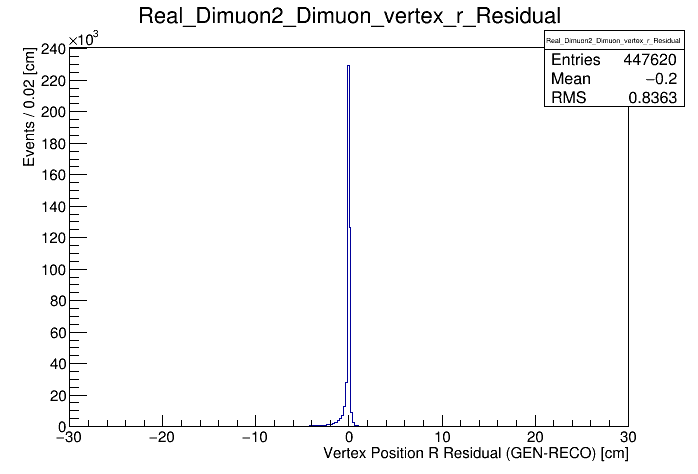 Real_Dimuon2_Dimuon_vertex_r_Residual
×10³
Real_Dimuon2_Dimuon_vertex_r_Residual
Entries 447620
Mean −0.2
RMS 0.8363
Events / 0.02 [cm]
240
220
200
180
160
140
120
100
80
60
40
20
0
−30 −20 −10 0 10 20 30
Vertex Position R Residual (GEN-RECO) [cm]